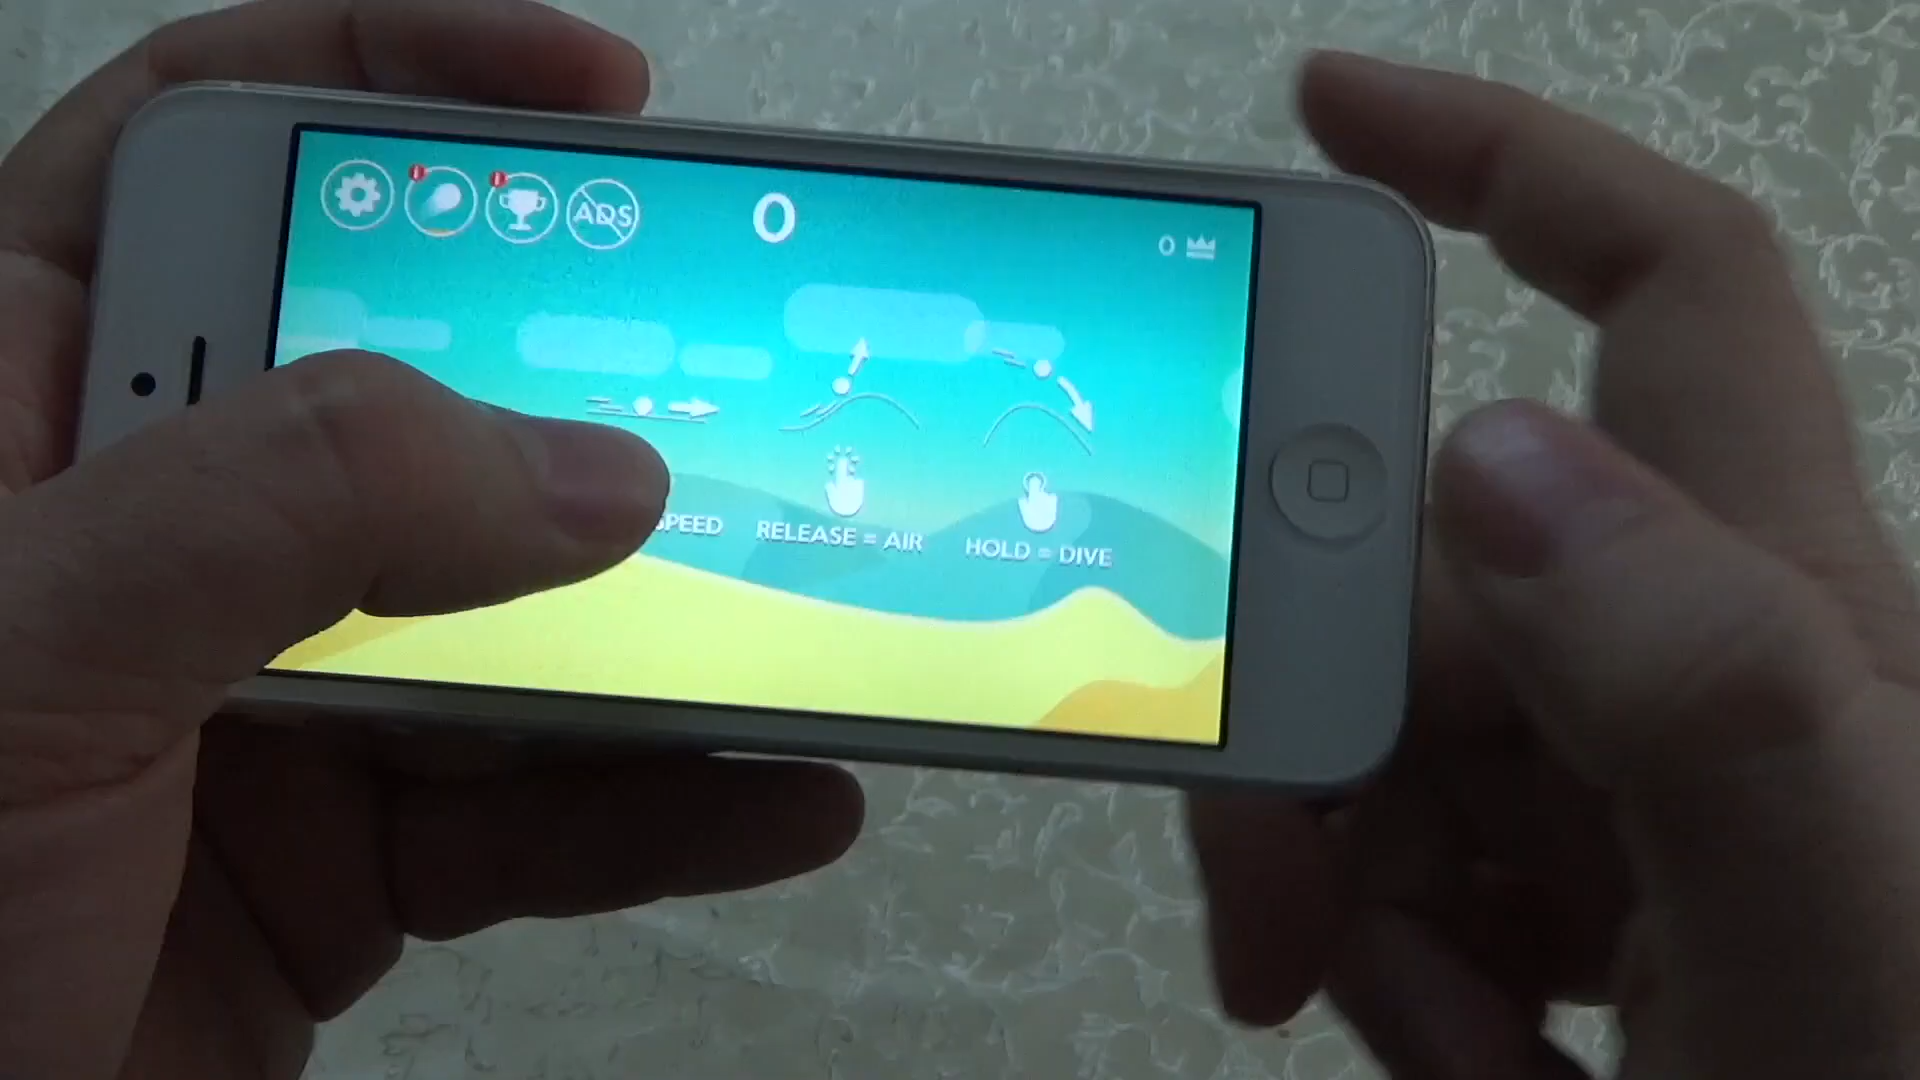 ADS
0
0
SPEED
RELEASE = AIR
HOLD = DIVE